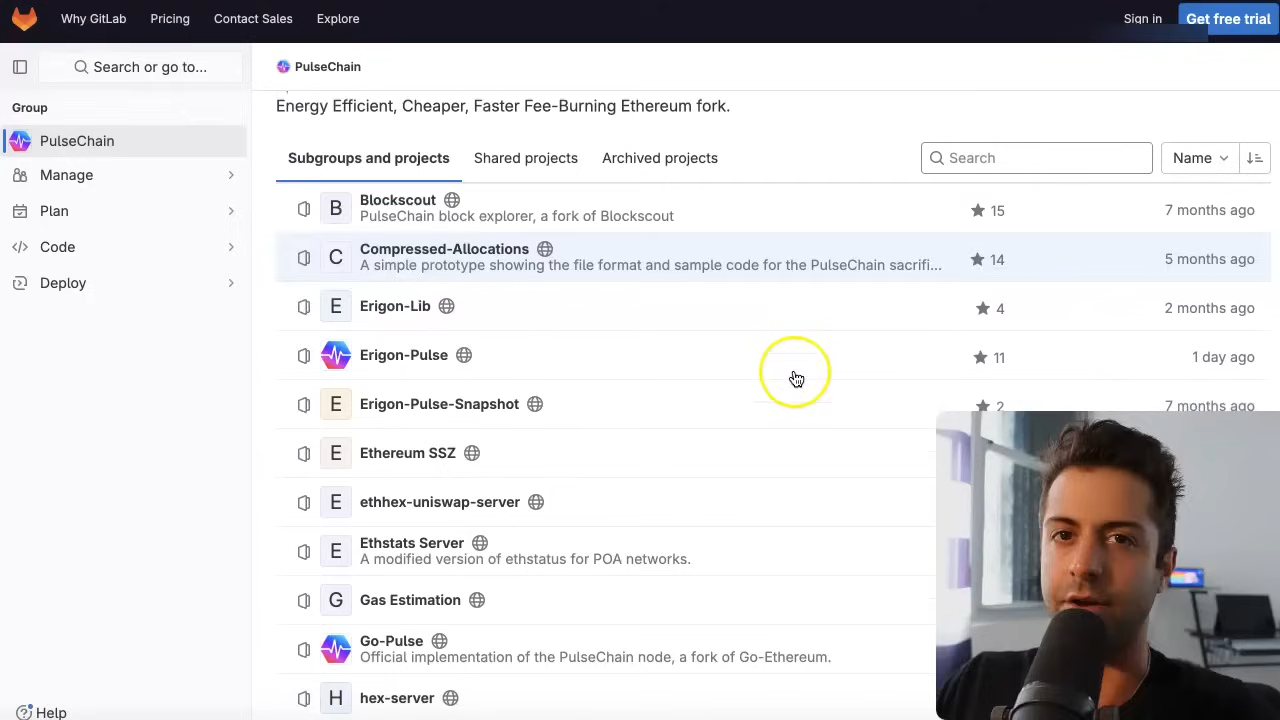 Why GitLab Pricing Contact Sales Explore Sign in Get free trial
Search or go to...
PulseChain
Group
PulseChain
Manage
Plan
Code
Deploy
Help
Energy Efficient, Cheaper, Faster Fee-Burning Ethereum fork.
Subgroups and projects Shared projects Archived projects Search Name
B Blockscout 15 7 months ago
PulseChain block explorer, a fork of Blockscout
C Compressed-Allocations 14 5 months ago
A simple prototype showing the file format and sample code for the PulseChain sacrifi...
E Erigon-Lib 4 2 months ago
Erigon-Pulse 11 1 day ago
E Erigon-Pulse-Snapshot 2 7 months ago
E Ethereum SSZ
E ethhex-uniswap-server
E Ethstats Server
A modified version of ethstatus for POA networks.
G Gas Estimation
Go-Pulse
Official implementation of the PulseChain node, a fork of Go-Ethereum.
H hex-server